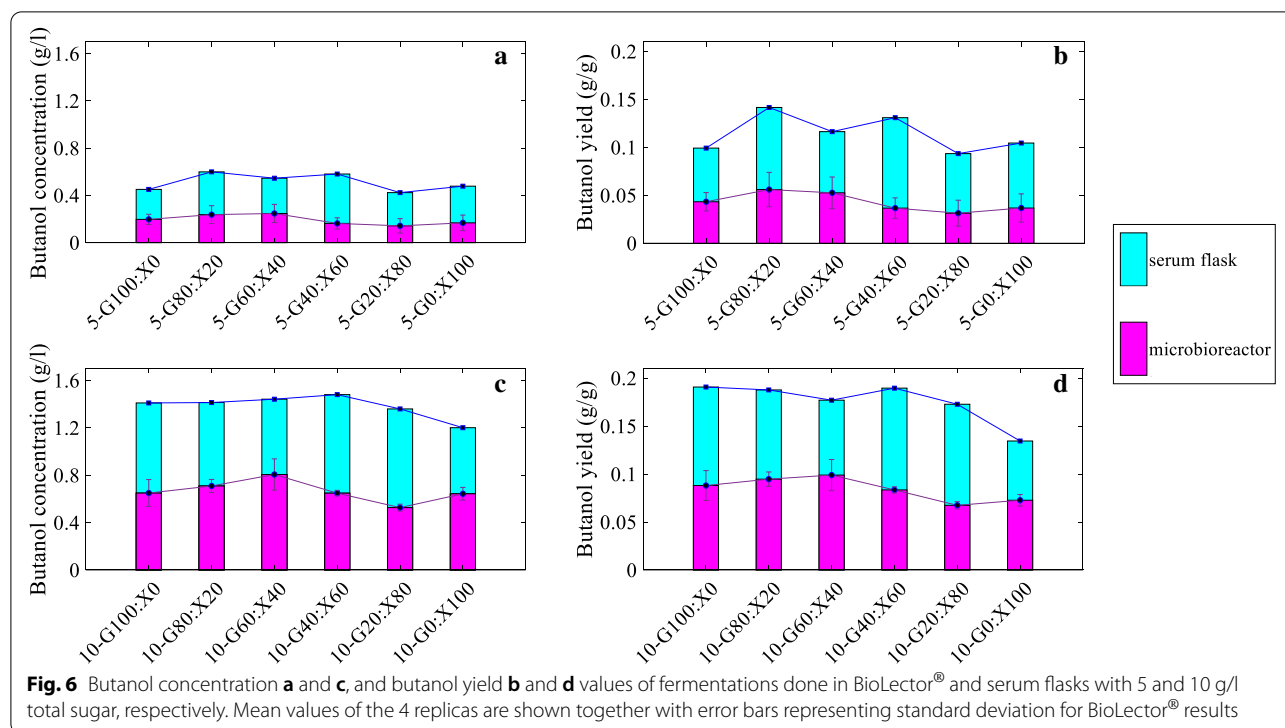 a
Butanol concentration (g/l)
1.6
1.2
0.8
0.4
0
5-G100:X0
5-G80:X20
5-G60:X40
5-G40:X60
5-G20:X80
5-G0:X100
b
Butanol yield (g/g)
0.2
0.15
0.1
0.05
0
5-G100:X0
5-G80:X20
5-G60:X40
5-G40:X60
5-G20:X80
5-G0:X100
serum flask
microbioreactor
c
Butanol concentration (g/l)
1.6
1.2
0.8
0.4
0
10-G100:X0
10-G80:X20
10-G60:X40
10-G40:X60
10-G20:X80
10-G0:X100
d
Butanol yield (g/g)
0.2
0.15
0.1
0.05
0
10-G100:X0
10-G80:X20
10-G60:X40
10-G40:X60
10-G20:X80
10-G0:X100
Fig. 6 Butanol concentration a and c, and butanol yield b and d values of fermentations done in BioLector® and serum flasks with 5 and 10 g/l
total sugar, respectively. Mean values of the 4 replicas are shown together with error bars representing standard deviation for BioLector® results